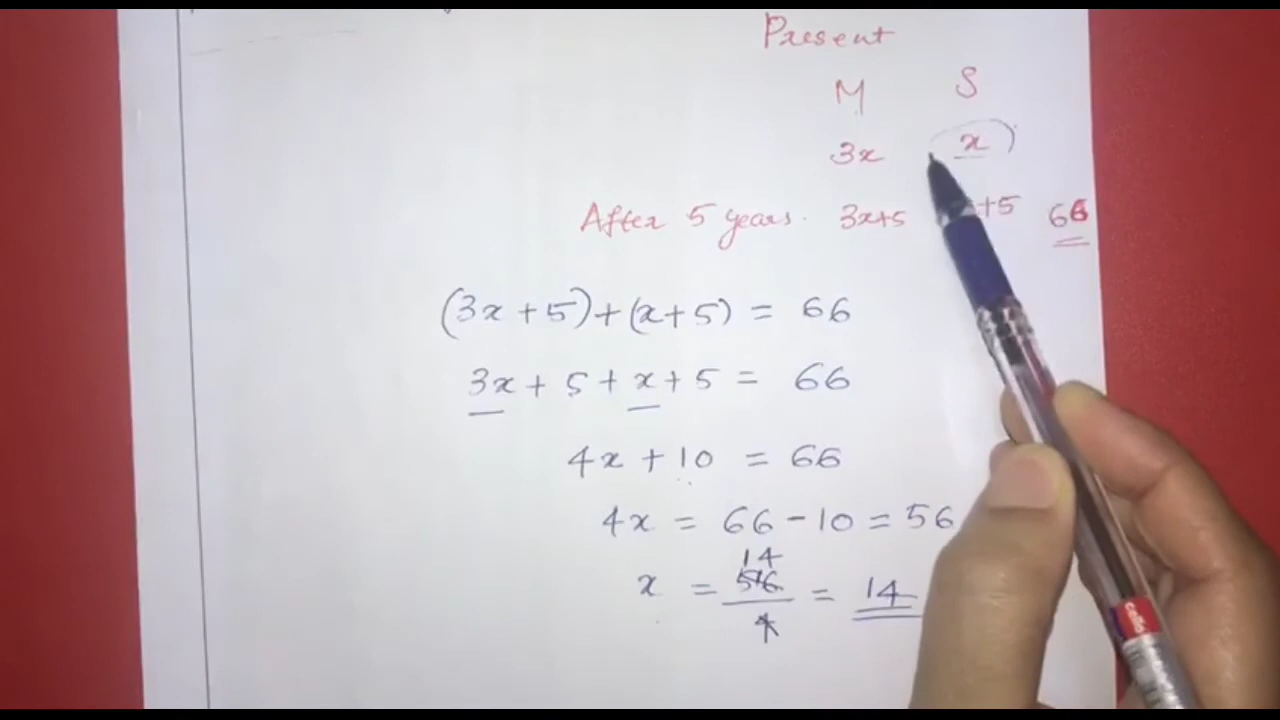 Present
M S
3x x
After 5 years. 3x+5 +5 66
(3x+5)+(x+5) = 66
3x + 5 + x + 5 = 66
4x + 10 = 66
4x = 66 - 10 = 56
14
x = 56/4 = 14
cello